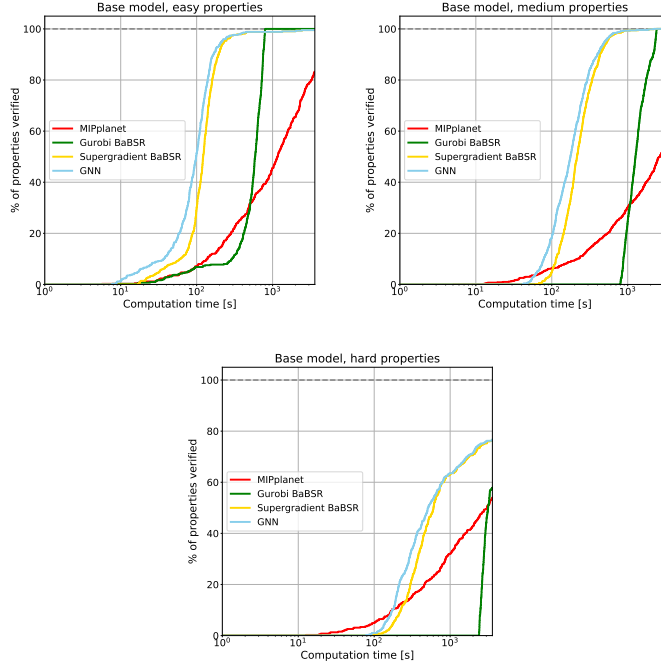 Base model, easy properties
% of properties verified
100
80
60
40
20
0
MIPplanet
Gurobi BaBSR
Supergradient BaBSR
GNN
10^0 10^1 10^2 10^3
Computation time [s]
Base model, medium properties
% of properties verified
100
80
60
40
20
0
MIPplanet
Gurobi BaBSR
Supergradient BaBSR
GNN
10^0 10^1 10^2 10^3
Computation time [s]
Base model, hard properties
% of properties verified
100
80
60
40
20
0
MIPplanet
Gurobi BaBSR
Supergradient BaBSR
GNN
10^0 10^1 10^2 10^3
Computation time [s]